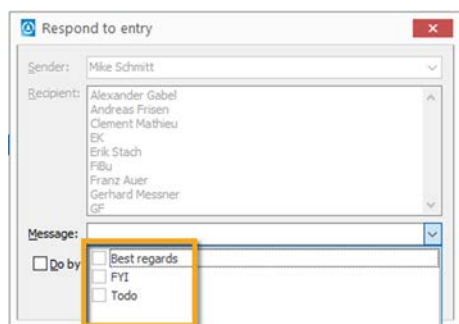 Respond to entry
Sender: Mike Schmitt
Recipient: Alexander Gabel
Andreas Frisen
Clement Mathieu
EK
Erik Stach
FiBu
Franz Auer
Gerhard Messner
GF
Message:
Do by
Best regards
FYI
Todo